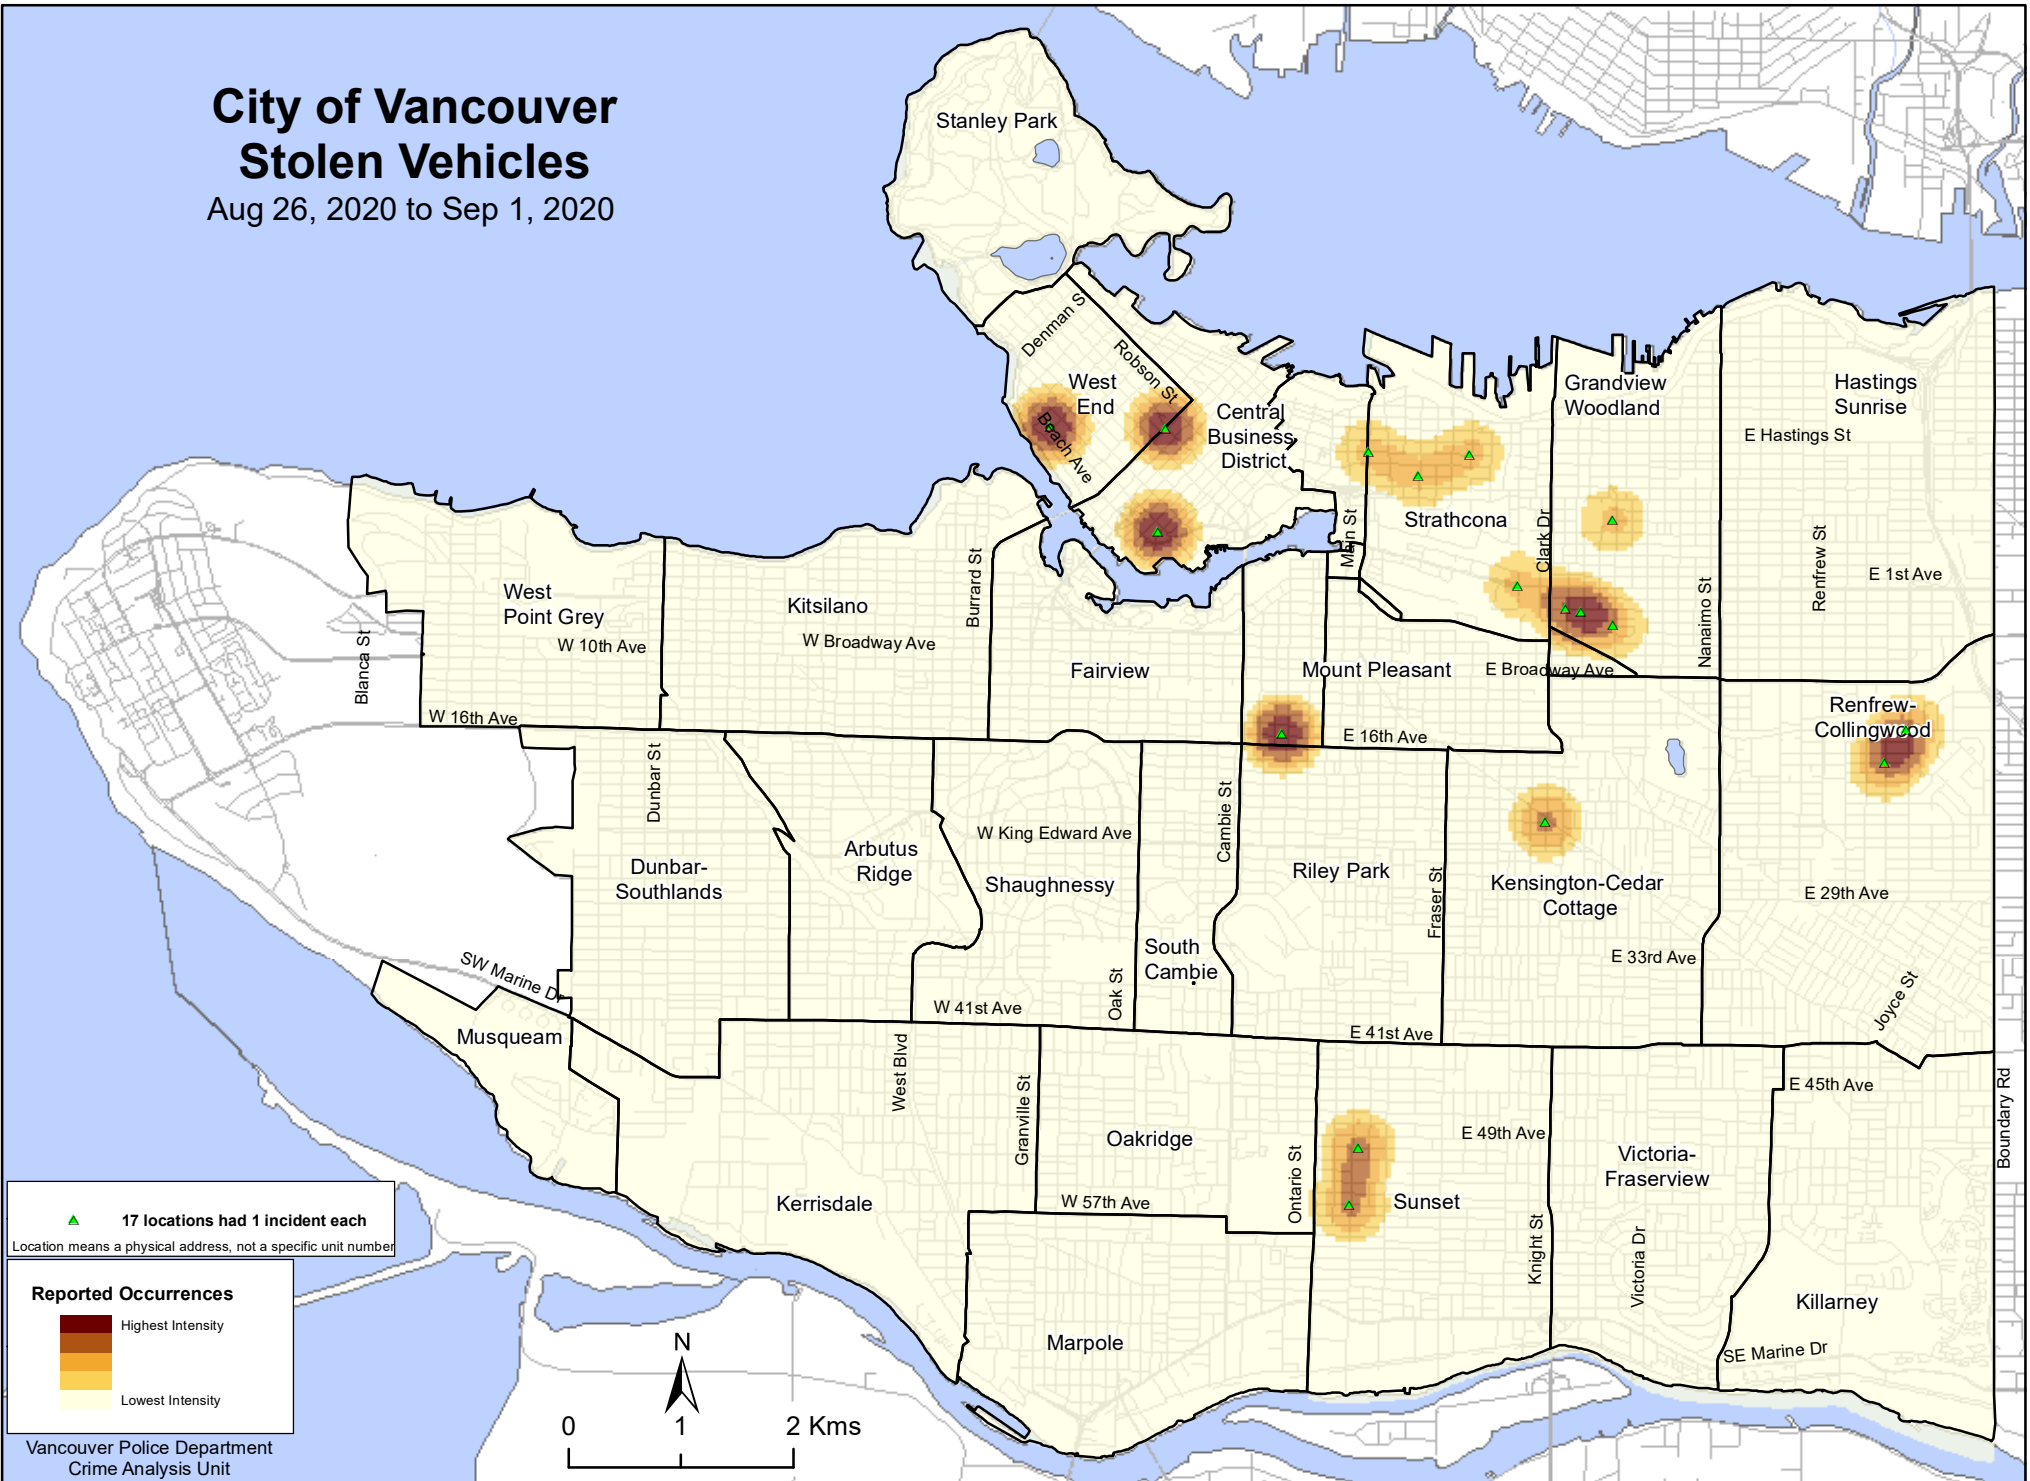 City of Vancouver
Stolen Vehicles
Aug 26, 2020 to Sep 1, 2020
Stanley Park
Denman S
Robson St
West
End
Beach Ave
Central
Business
District
Grandview
Woodland
Hastings
Sunrise
E Hastings St
Strathcona
Main St
Clark Dr
Nanaimo St
Renfrew St
E 1st Ave
West
Point Grey
W 10th Ave
Blanca St
W 16th Ave
Kitsilano
W Broadway Ave
Burrard St
Fairview
Mount Pleasant
E Broadway Ave
E 16th Ave
Renfrew-
Collingwood
Dunbar St
Dunbar-
Southlands
Arbutus
Ridge
W King Edward Ave
Shaughnessy
Cambie St
Riley Park
Fraser St
Kensington-Cedar
Cottage
E 29th Ave
South
Cambie
E 33rd Ave
SW Marine Dr
Musqueam
W 41st Ave
Oak St
E 41st Ave
Joyce St
West Blvd
Granville St
Oakridge
Ontario St
E 49th Ave
Victoria-
Fraserview
E 45th Ave
Boundary Rd
Kerrisdale
W 57th Ave
Sunset
Knight St
Victoria Dr
Killarney
Marpole
SE Marine Dr
17 locations had 1 incident each
Location means a physical address, not a specific unit number
Reported Occurrences
Highest Intensity
Lowest Intensity
N
0 1 2 Kms
Vancouver Police Department
Crime Analysis Unit